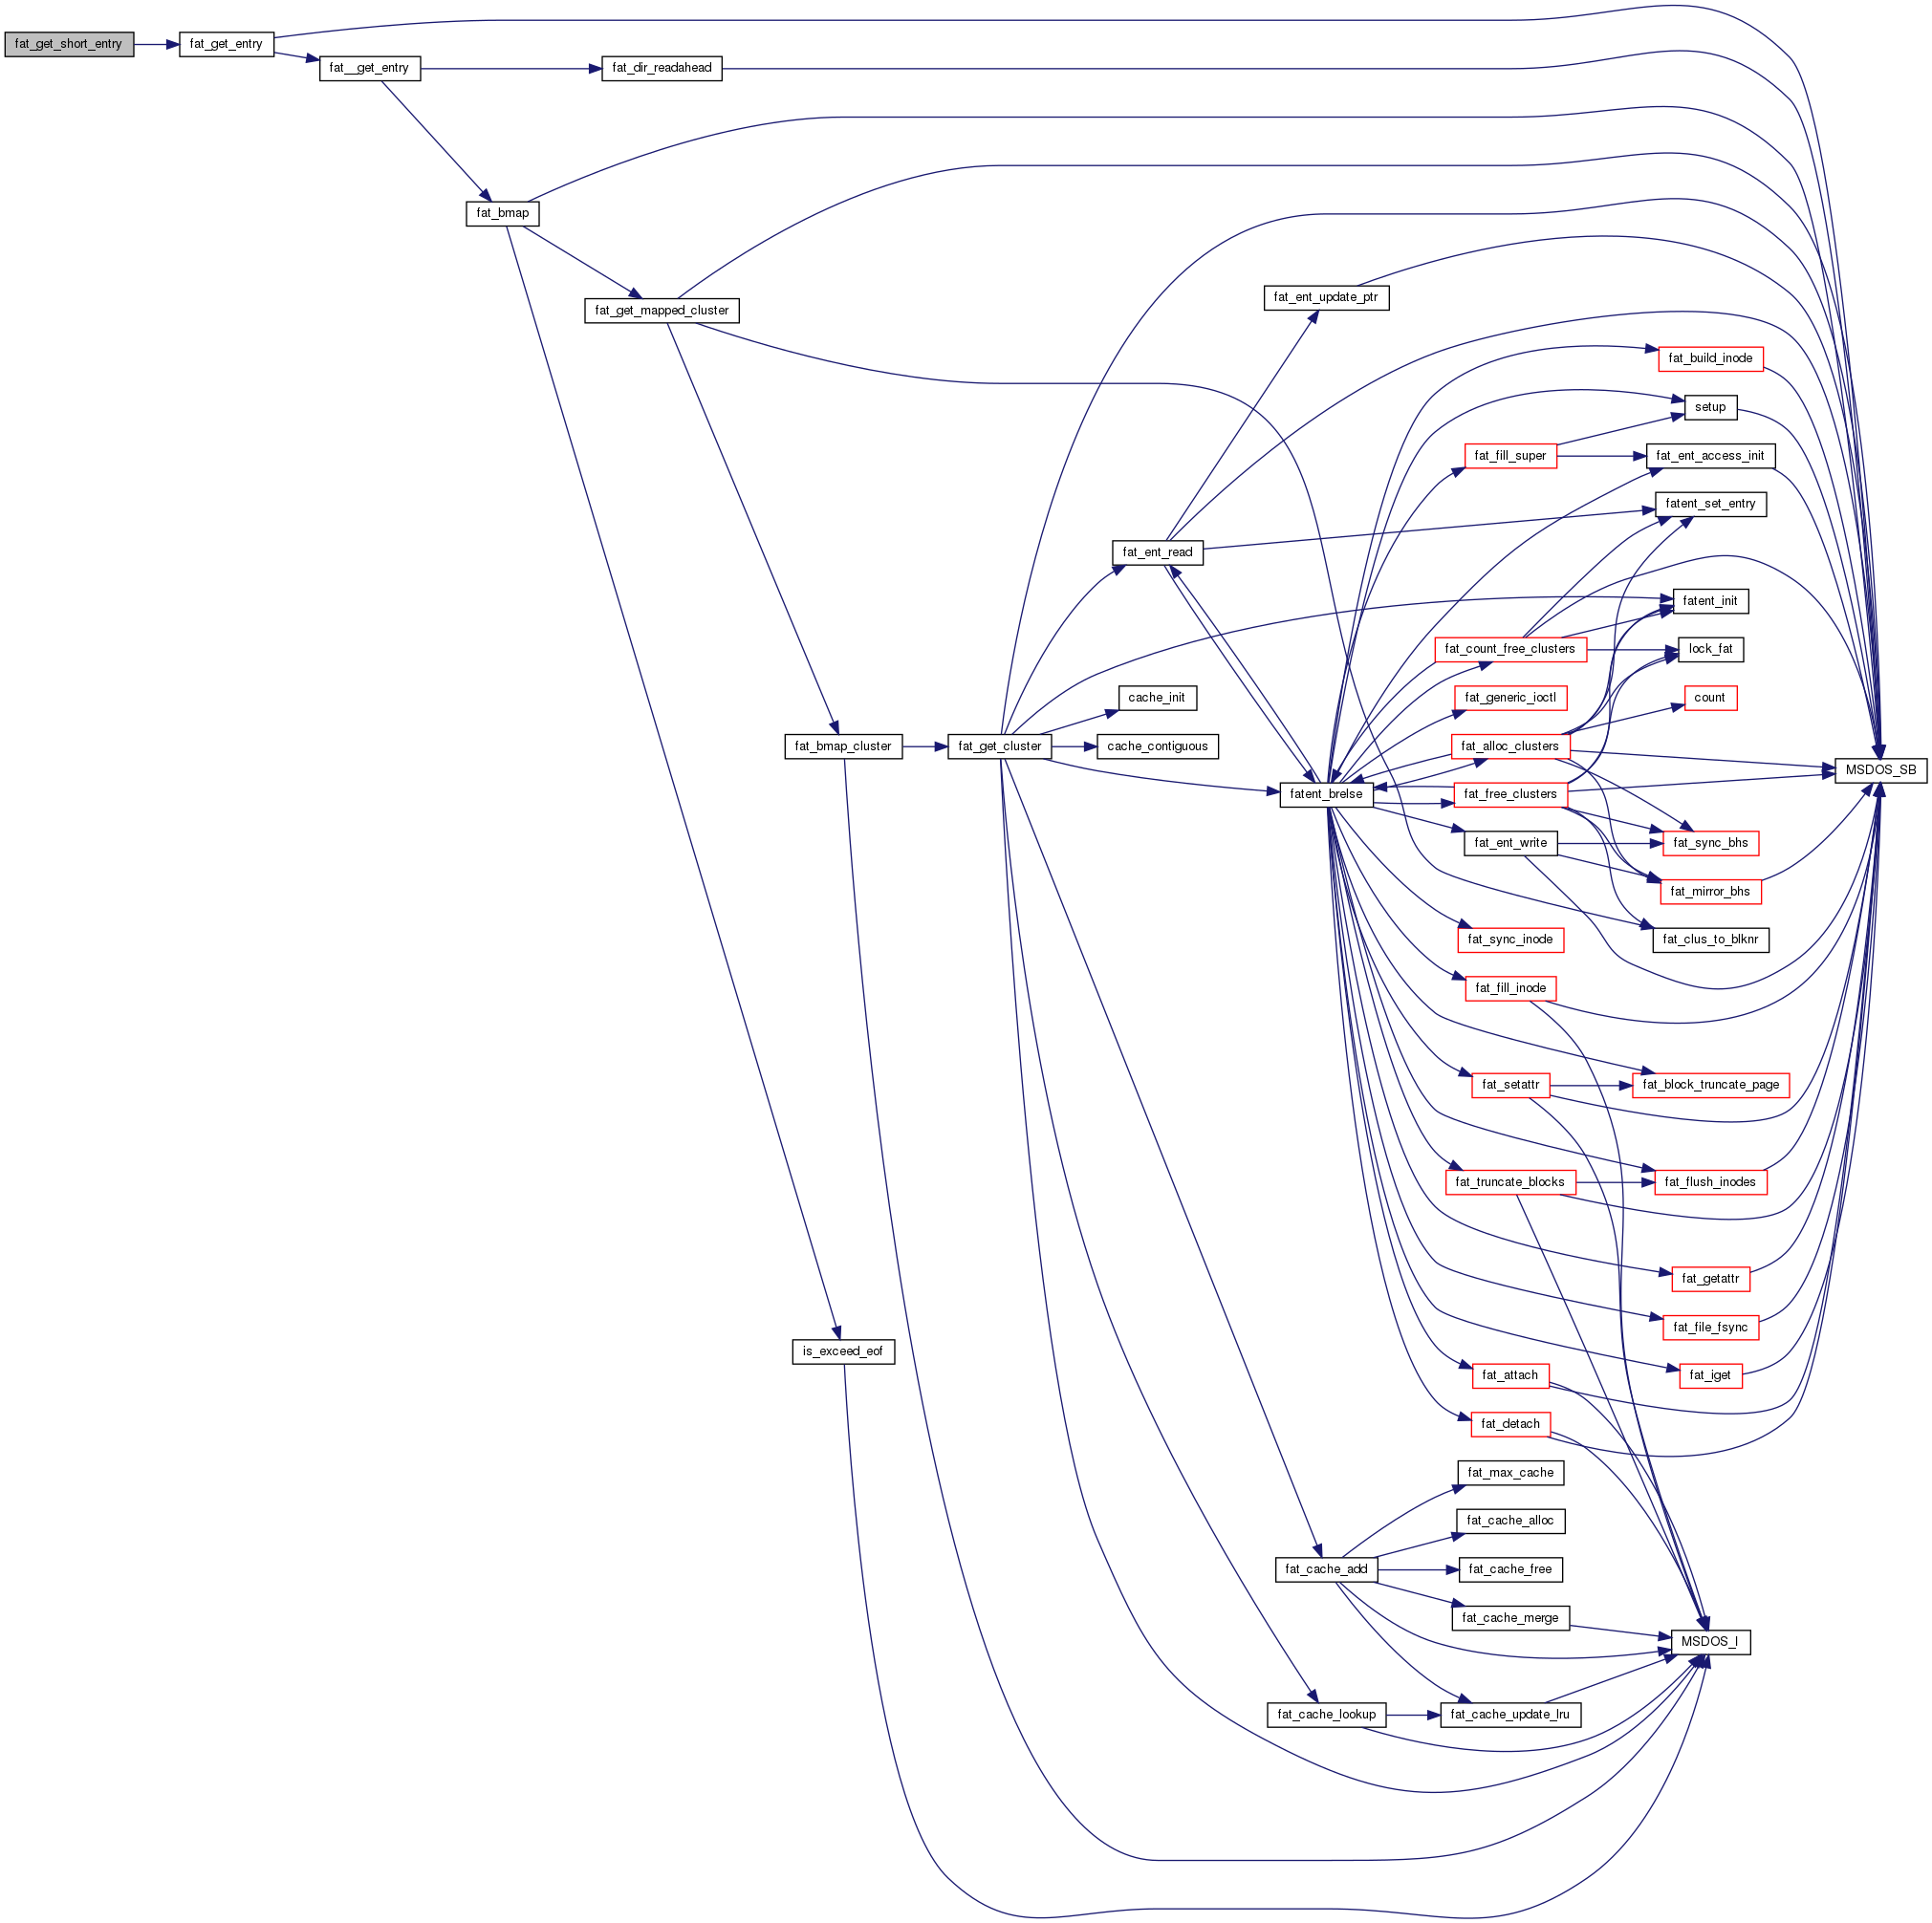 fat_get_short_entry
fat_get_entry
fat__get_entry
fat_dir_readahead
fat_bmap
fat_get_mapped_cluster
fat_ent_update_ptr
fat_build_inode
setup
fat_fill_super
fat_ent_access_init
fatent_set_entry
fat_ent_read
fatent_init
fat_count_free_clusters
lock_fat
cache_init
fat_generic_ioctl
count
fat_bmap_cluster
fat_get_cluster
cache_contiguous
fat_alloc_clusters
MSDOS_SB
fatent_brelse
fat_free_clusters
fat_ent_write
fat_sync_bhs
fat_mirror_bhs
fat_sync_inode
fat_clus_to_blknr
fat_fill_inode
fat_setattr
fat_block_truncate_page
fat_truncate_blocks
fat_flush_inodes
fat_getattr
fat_file_fsync
is_exceed_eof
fat_attach
fat_iget
fat_detach
fat_max_cache
fat_cache_alloc
fat_cache_add
fat_cache_free
fat_cache_merge
MSDOS_I
fat_cache_lookup
fat_cache_update_lru